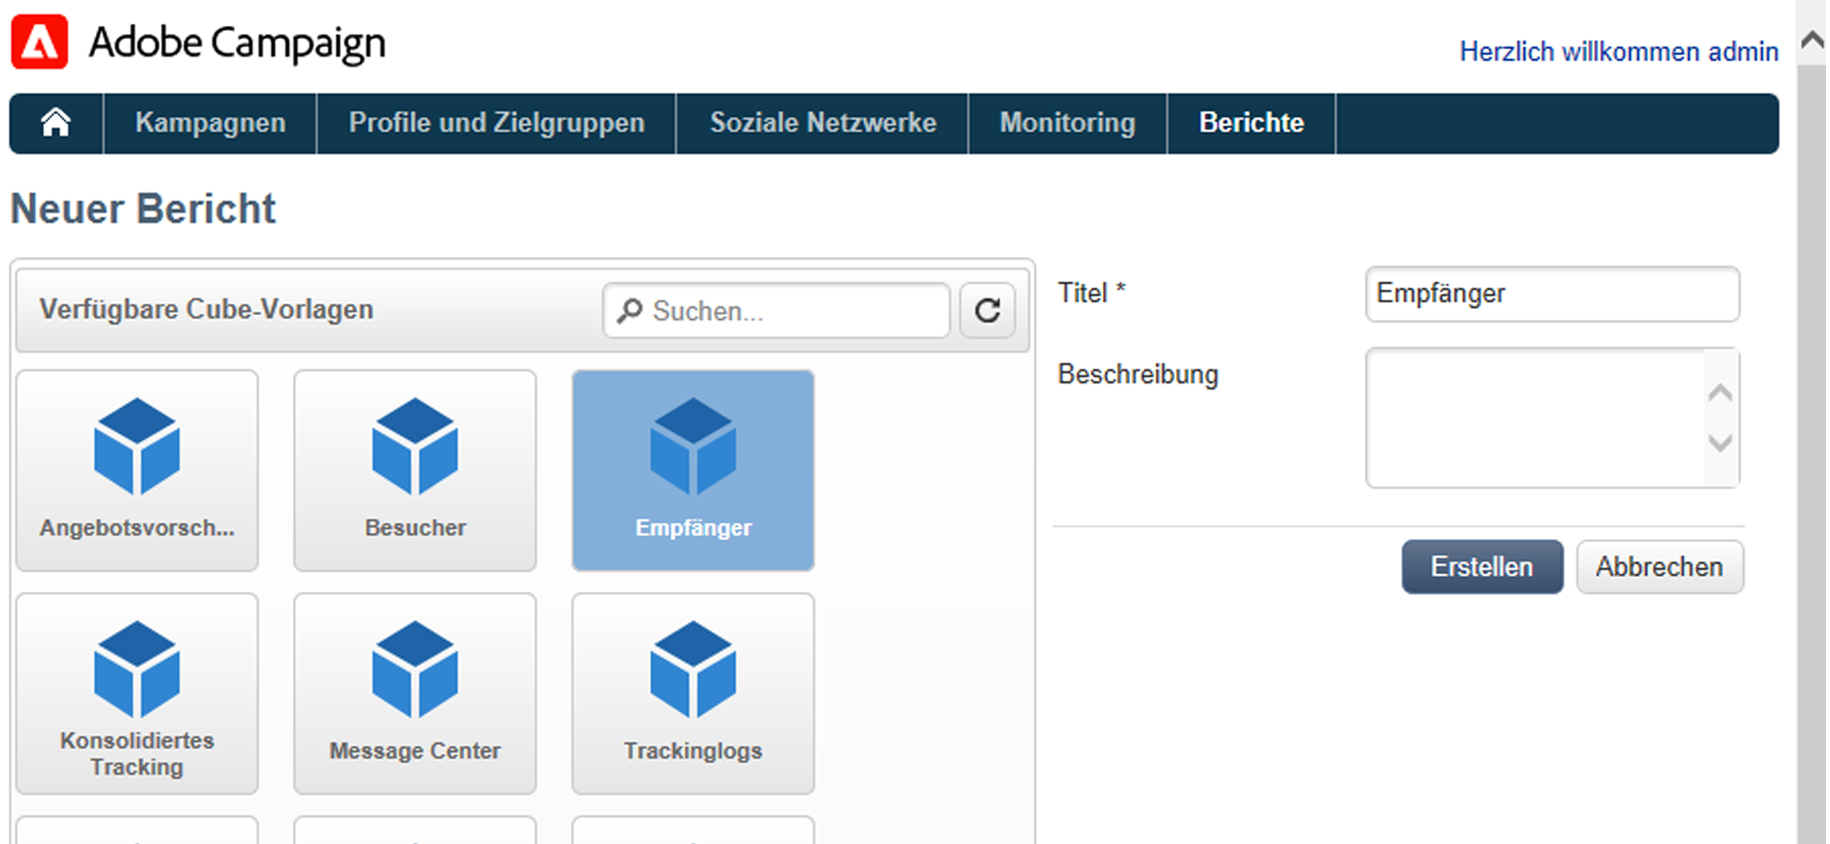 Adobe Campaign
Herzlich willkommen admin
Kampagnen
Profile und Zielgruppen
Soziale Netzwerke
Monitoring
Berichte
Neuer Bericht
Verfügbare Cube-Vorlagen
Suchen...
Titel *
Empfänger
Beschreibung
Angebotsvorsch...
Besucher
Empfänger
Erstellen
Abbrechen
Konsolidiertes
Tracking
Message Center
Trackinglogs